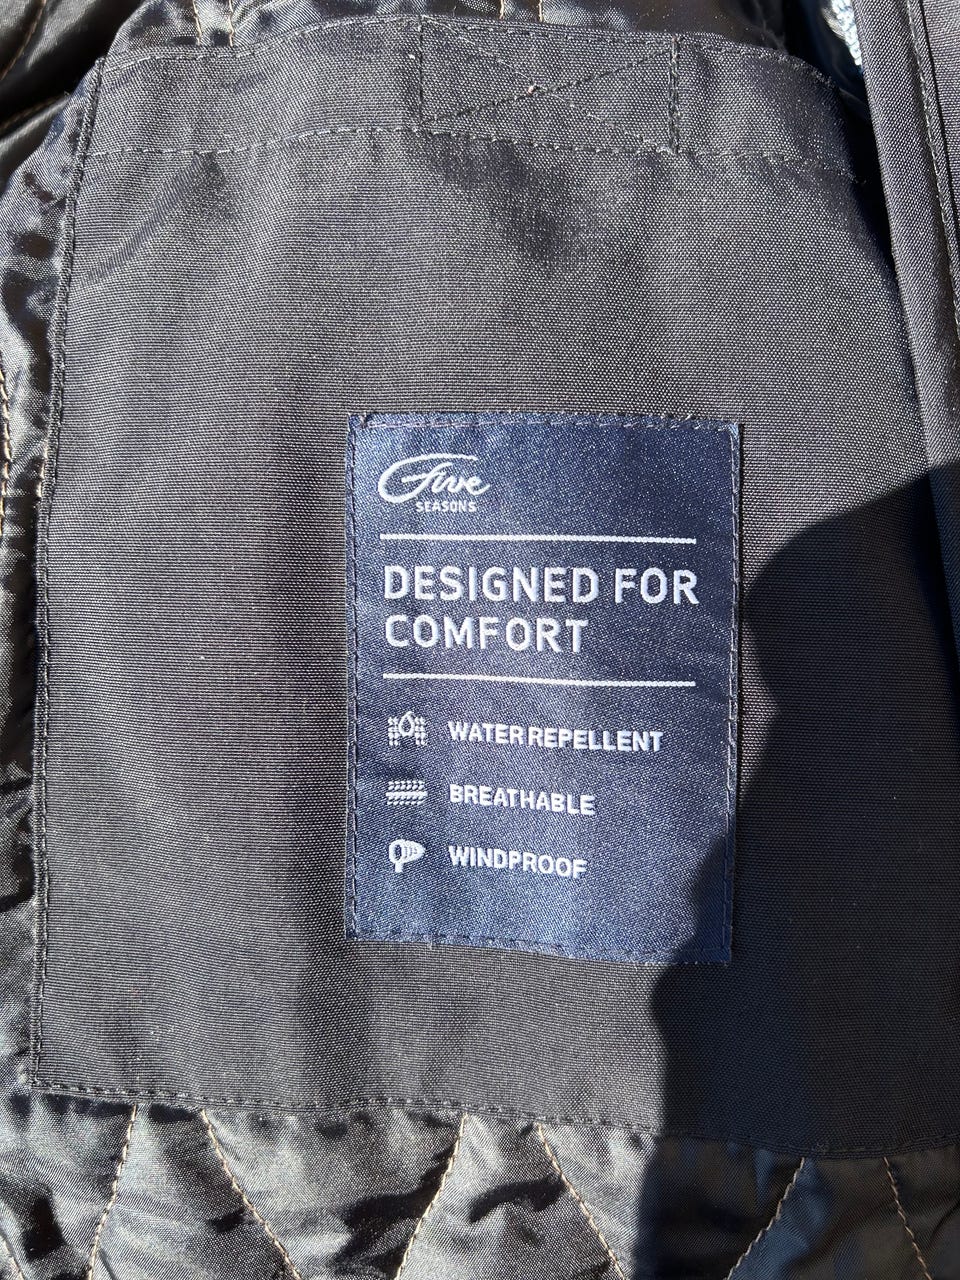 Five
SEASONS
DESIGNED FOR
COMFORT
WATER REPELLENT
BREATHABLE
WINDPROOF